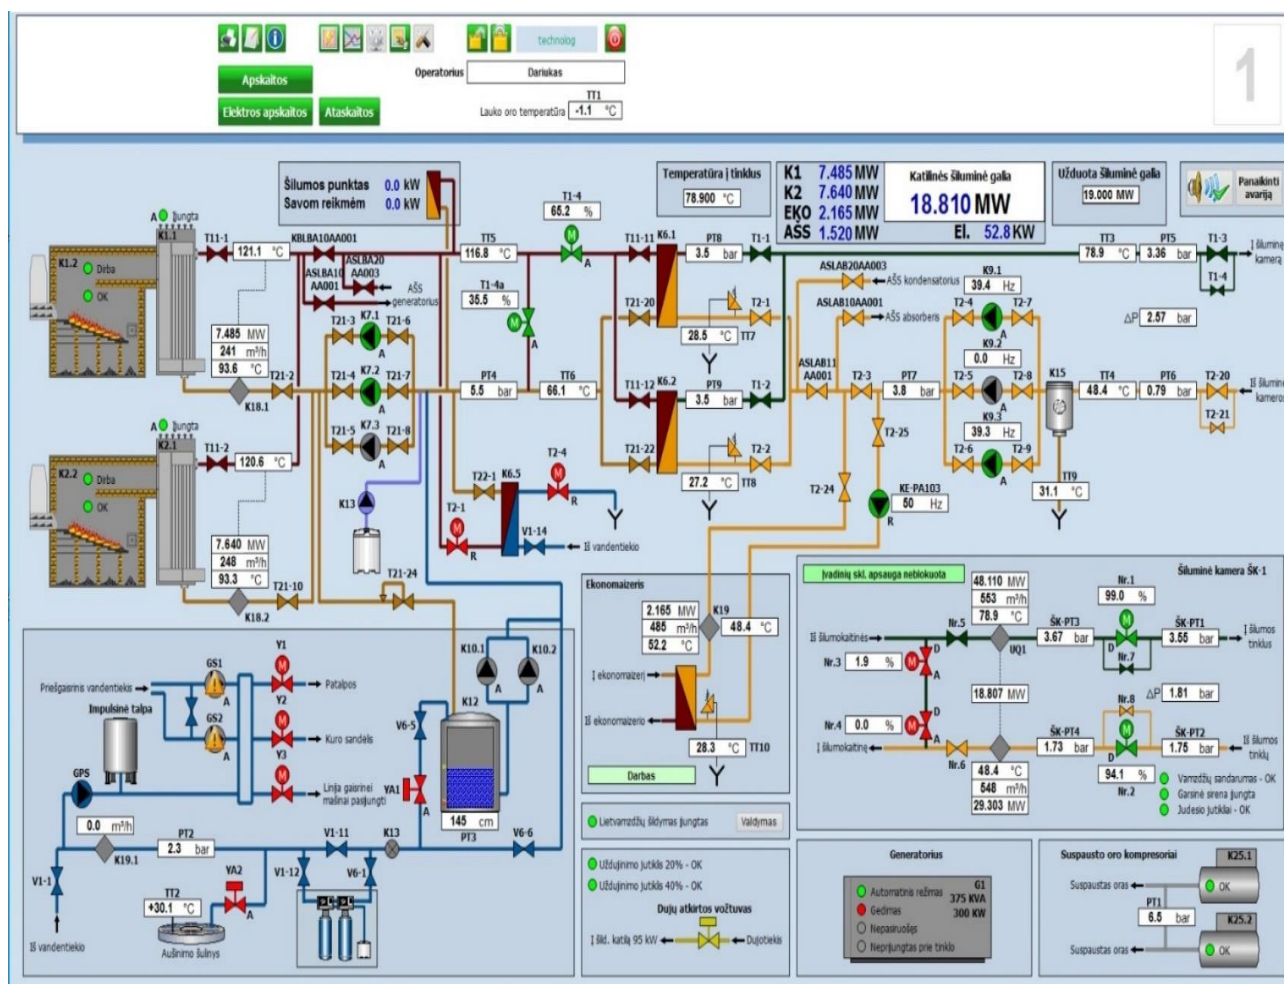 technolog
1
Apskaitos
Operatorius
Dariukas
TT1
Elektros apskaitos
Ataskaitos
Lauko oro temperatūra
-1.1 °C
Šilumos punktas 0.0 kW
Savom reikmėm 0.0 kW
T1-4
65.2 %
Temperatūra į tinklus
78.900 °C
K1 7.485 MW
K2 7.640 MW
EKO 2.165 MW
AŠS 1.520 MW
Katilinės šiluminė galia
18.810 MW
El. 52.8 KW
Užduota šiluminė galia
19.000 MW
Panaikinti
avariją
A Įjungta
K1.1
T11-1
121.1 °C
KBLBA10AA001
TT5
116.8 °C
A
T11-11
K6.1
PT8
3.5 bar
T1-1
TT3
78.9 °C
PT5
3.36 bar
T1-3
Į šiluminę
kamerą
T1-4
K1.2
Dirba
OK
ASLBA20
AA003
ASLBA10
AA001
AŠS
generatorius
T1-4a
35.5 %
M
A
T21-20
T2-1
28.5 °C
TT7
ASLAB20AA003
AŠS kondensatorius
ASLAB10AA001
AŠS absorberis
K9.1
39.4 Hz
T2-4
T2-7
A
ΔP 2.57 bar
7.485 MW
241 m³/h
93.6 °C
K18.1
T21-2
T21-3
K7.1
T21-6
A
T21-4
K7.2
T21-7
A
T21-5
K7.3
T21-8
A
PT4
5.5 bar
TT6
66.1 °C
T11-12
K6.2
PT9
3.5 bar
T1-2
ASLAB11
AA001
T2-3
PT7
3.8 bar
K9.2
0.0 Hz
T2-5
T2-8
A
K9.3
39.3 Hz
T2-6
T2-9
A
K15
TT4
48.4 °C
PT6
0.79 bar
T2-20
Iš šiluminės
kameros
T2-21
A Įjungta
K2.1
T11-2
120.6 °C
K2.2
Dirba
OK
7.640 MW
248 m³/h
93.3 °C
K18.2
T21-10
K13
T22-1
K6.5
T2-4
M
R
T2-1
M
R
V1-14
Iš vandentiekio
T21-22
T2-2
27.2 °C
TT8
T2-25
T2-24
KE-PA103
50 Hz
R
TT9
31.1 °C
T21-24
Ekonomaizeris
2.165 MW
485 m³/h
52.2 °C
K19
48.4 °C
Į ekonomaizerį
Iš ekonomaizerio
28.3 °C
TT10
Darbas
Įvadinių skl. apsauga neblokuota
Šiluminė kamera ŠK-1
48.110 MW
553 m³/h
78.9 °C
Nr.1
99.0 %
Iš šilumokaitinės
Nr.5
UQ1
ŠK-PT3
3.67 bar
M
D
Nr.7
ŠK-PT1
3.55 bar
Į šilumos
tinklus
Nr.3
1.9 %
M
D
18.807 MW
Nr.8
ΔP 1.81 bar
Nr.4
0.0 %
M
D
Į šilumokaitinę
Nr.6
48.4 °C
548 m³/h
29.303 MW
ŠK-PT4
1.73 bar
M
D
94.1 %
Nr.2
ŠK-PT2
1.75 bar
Iš šilumos
tinklų
Vamzdžių sandarumas - OK
Garsinė sirena įjungta
Judesio jutikliai - OK
Priešgaisrinis vandentiekis
GS1
A
GS2
A
Y1
M
Patalpos
Y2
M
Kuro sandėlis
Y3
M
Linija gaisrinei
mašinai pasijungti
Impulsinė talpa
GPS
K10.1
A
K10.2
A
K12
V6-5
YA1
A
145 cm
PT3
0.0 m³/h
K19.1
PT2
2.3 bar
V1-11
K13
V6-6
V1-1
Iš vandentiekio
YA2
A
TT2
+30.1 °C
Aušinimo šulnys
V1-12
V6-1
Lietvamzdžių šildymas įjungtas
Valdymas
Uždujinimo jutiklis 20% - OK
Uždujinimo jutiklis 40% - OK
Dujų atkirtos vožtuvas
Į šild. katilą 95 kW
Dujotiekis
Generatorius
G1
375 KVA
300 KW
Automatinis režimas
Gedimas
Nepasiruošęs
Neprijungtas prie tinklo
Suspausto oro kompresoriai
Suspaustas oras
K25.1
OK
PT1
6.5 bar
Suspaustas oras
K25.2
OK